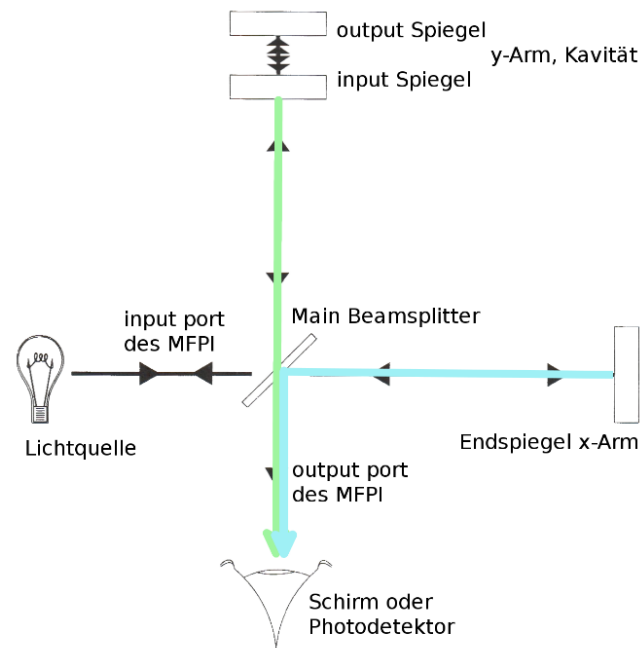 output Spiegel
y-Arm, Kavität
input Spiegel
Main Beamsplitter
input port
des MFPI
Lichtquelle
Endspiegel x-Arm
output port
des MFPI
Schirm oder
Photodetektor